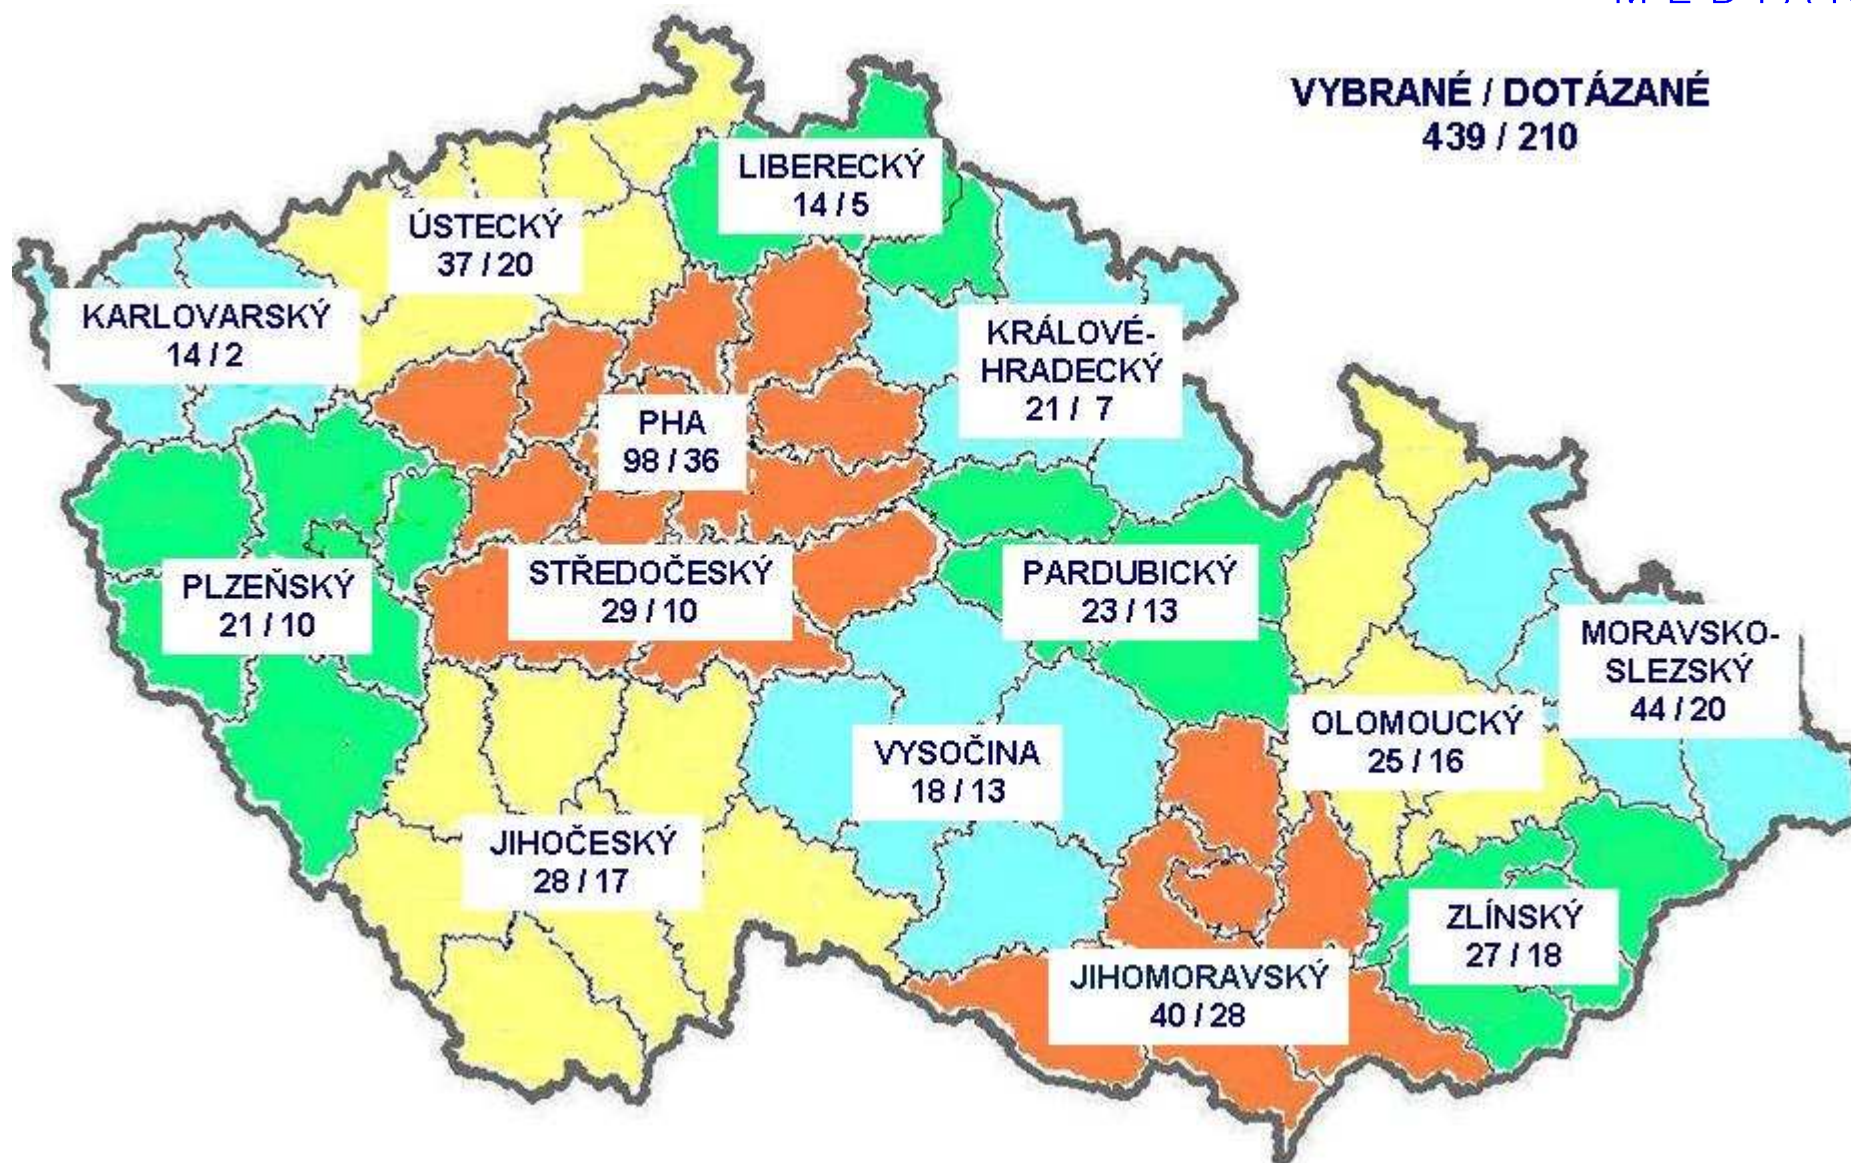 VYBRANÉ / DOTÁZANÉ
439 / 210
LIBERECKÝ
14 / 5
ÚSTECKÝ
37 / 20
KARLOVARSKÝ
14 / 2
KRÁLOVÉ-
HRADECKÝ
21 / 7
PHA
98 / 36
PLZEŇSKÝ
21 / 10
STŘEDOČESKÝ
29 / 10
PARDUBICKÝ
23 / 13
MORAVSKO-
SLEZSKÝ
44 / 20
OLOMOUCKÝ
25 / 16
VYSOČINA
18 / 13
JIHOČESKÝ
28 / 17
ZLÍNSKÝ
27 / 18
JIHOMORAVSKÝ
40 / 28